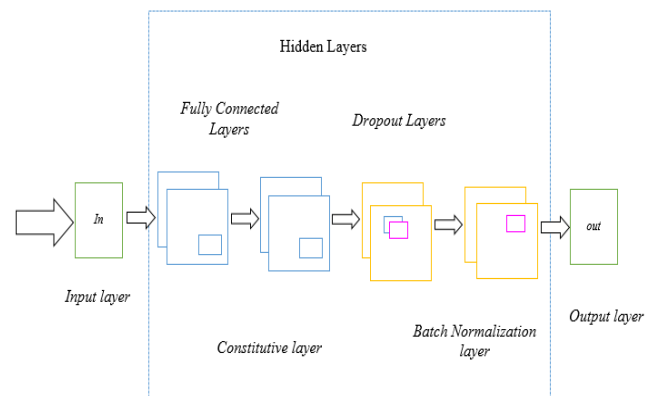 Hidden Layers
Fully Connected
Layers
Dropout Layers
In
out
Input layer
Constitutive layer
Batch Normalization
layer
Output layer